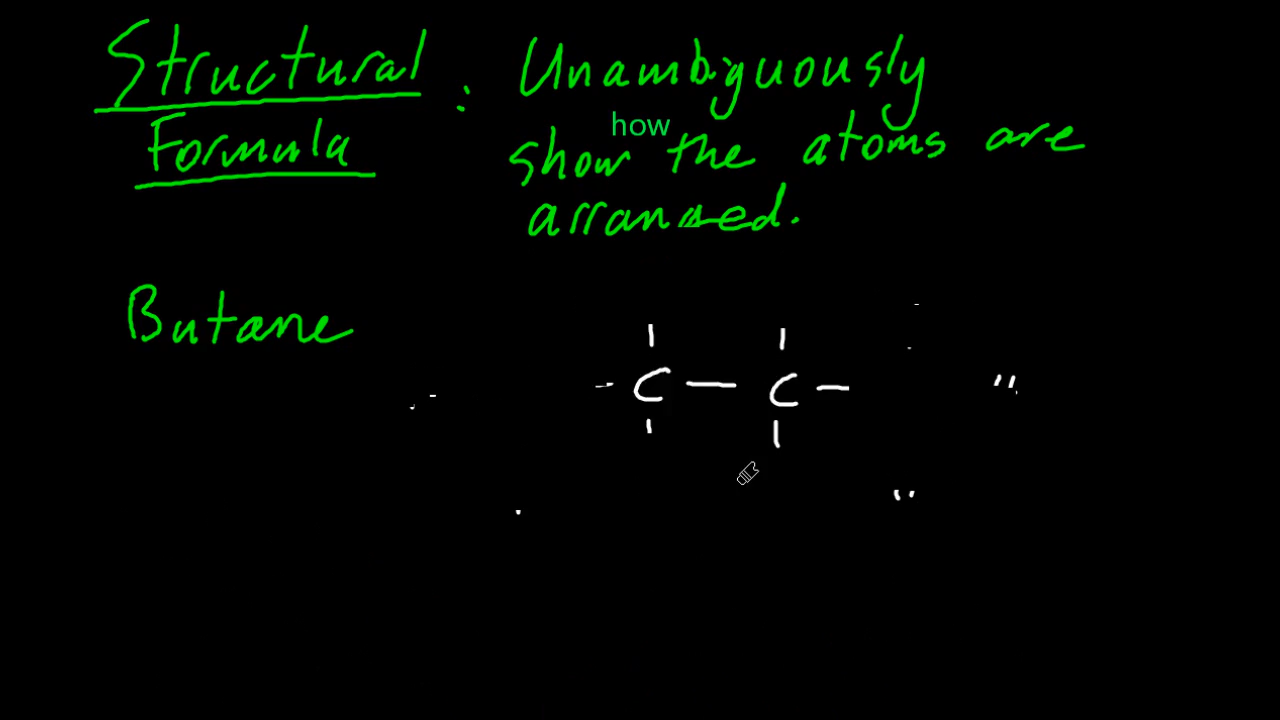 Structural : Unambiguously
how
Formula show the atoms are
arranged.
Butane
C — C —